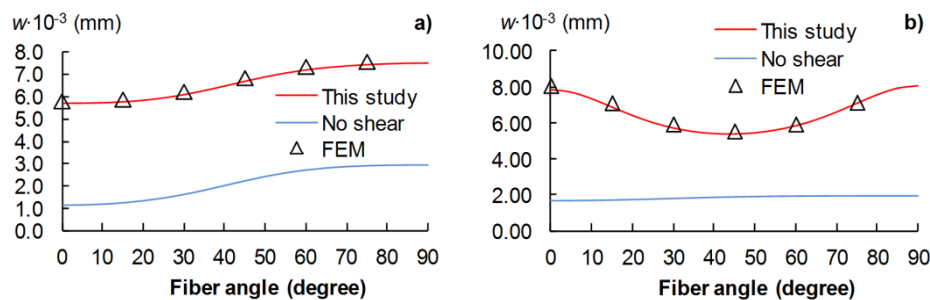 w·10⁻³ (mm)
a)
8.0
7.0
6.0
5.0
4.0
3.0
2.0
1.0
0.0
This study
No shear
FEM
0 10 20 30 40 50 60 70 80 90
Fiber angle (degree)
w·10⁻³ (mm)
b)
10.00
8.00
6.00
4.00
2.00
0.00
This study
No shear
FEM
0 10 20 30 40 50 60 70 80 90
Fiber angle (degree)